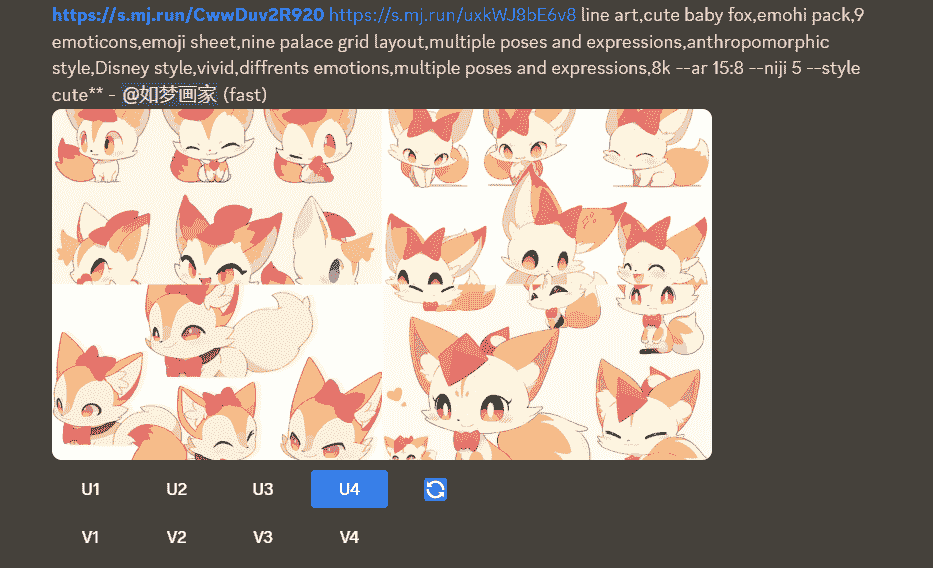 https://s.mj.run/CwwDuv2R920 https://s.mj.run/uxkWJ8bE6v8 line art,cute baby fox,emohi pack,9
emoticons,emoji sheet,nine palace grid layout,multiple poses and expressions,anthropomorphic
style,Disney style,vivid,diffrents emotions,multiple poses and expressions,8k --ar 15:8 --niji 5 --style
cute** - @如梦画家 (fast)
U1 U2 U3 U4
V1 V2 V3 V4